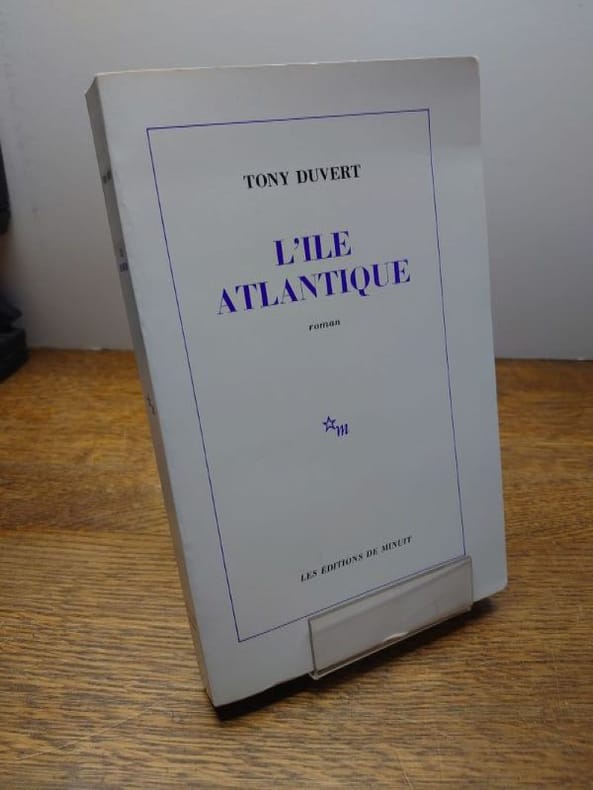 TONY DUVERT
L'ILE
ATLANTIQUE
roman
m
LES ÉDITIONS DE MINUIT